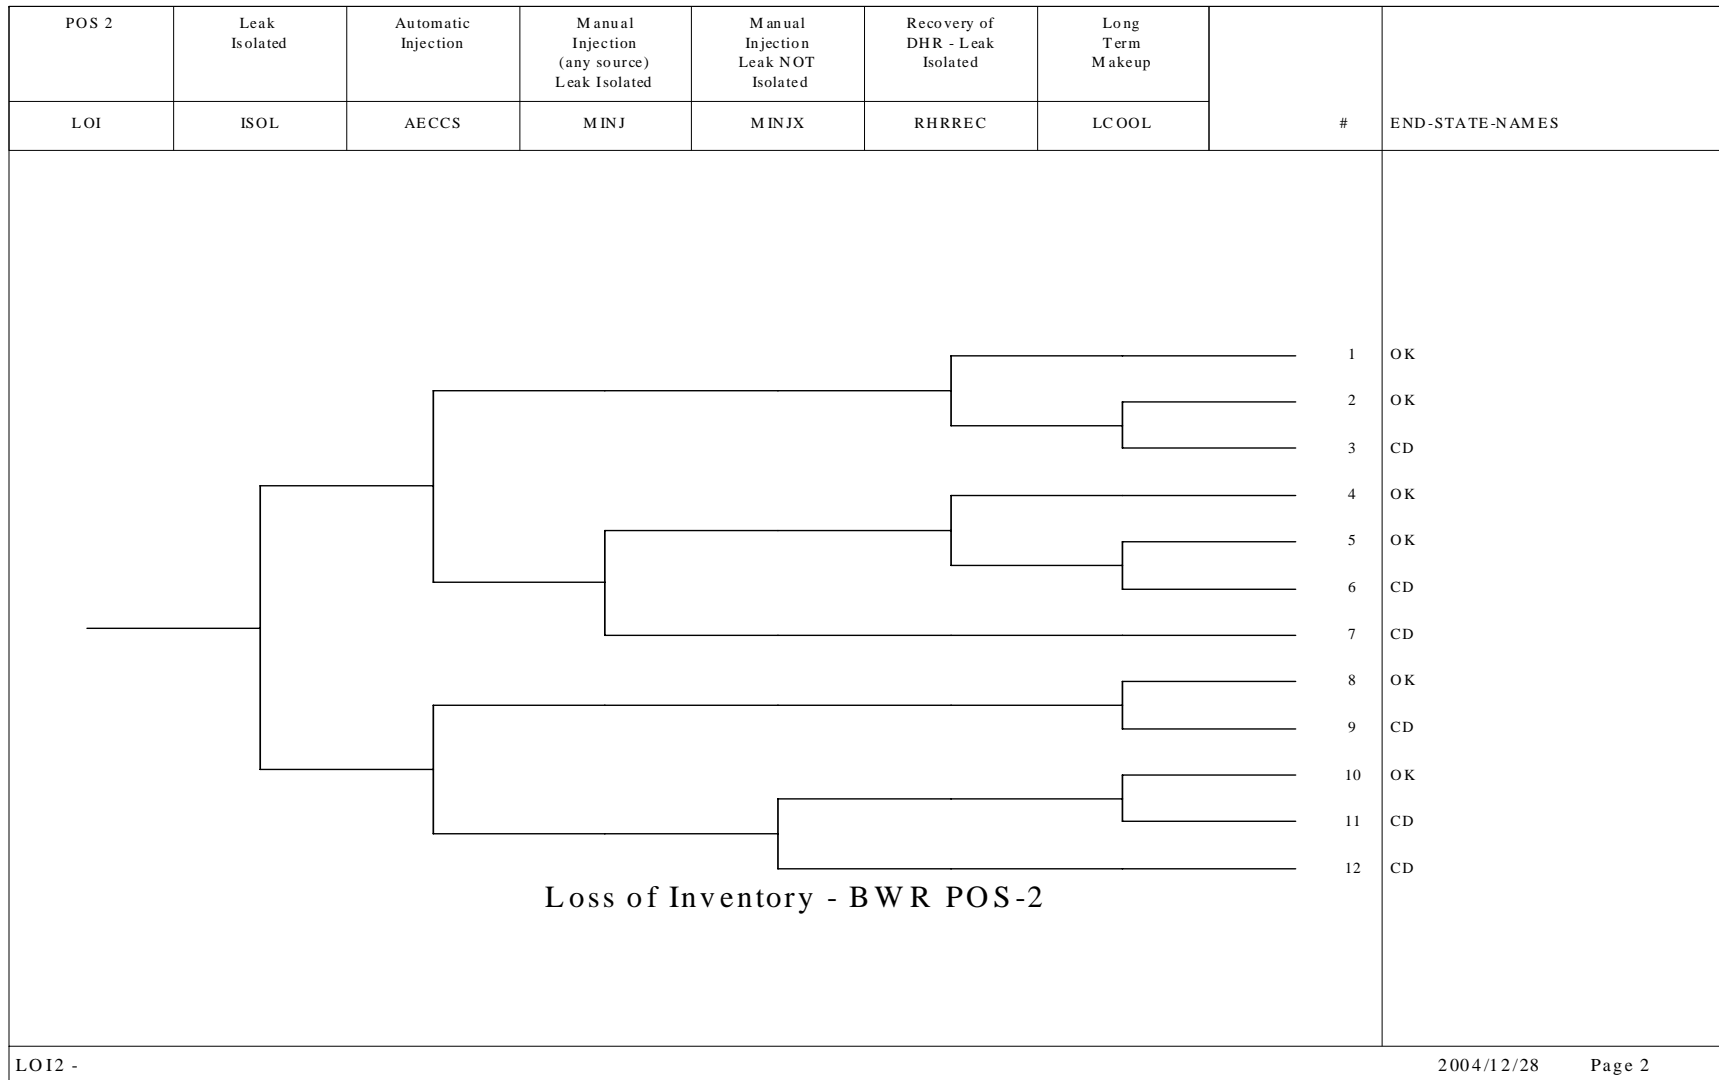 POS 2
Leak
Isolated
Automatic
Injection
Manual
Injection
(any source)
Leak Isolated
Manual
Injection
Leak NOT
Isolated
Recovery of
DHR - Leak
Isolated
Long
Term
Makeup
LOI ISOL AECCS MINJ MINJX RHRREC LCOOL # END-STATE-NAMES
1 OK
2 OK
3 CD
4 OK
5 OK
6 CD
7 CD
8 OK
9 CD
10 OK
11 CD
12 CD
Loss of Inventory - BWR POS-2
LOI2 - 2004/12/28 Page 2